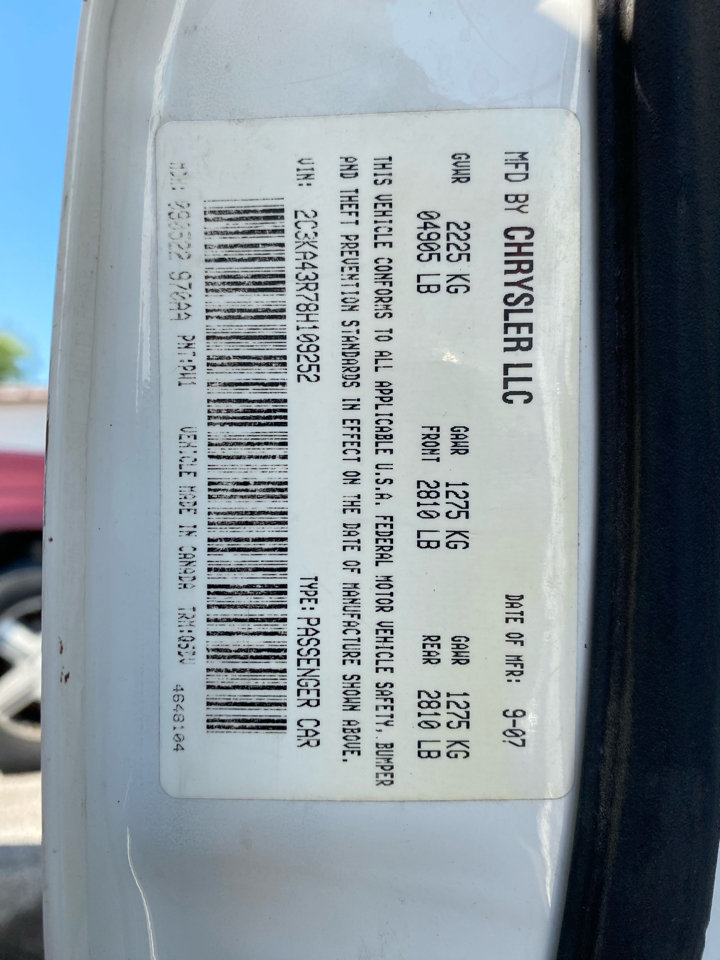 MFD BY CHRYSLER LLC DATE OF MFR: 9-07
GVWR 2225 KG GAWR 1275 KG GAWR 1275 KG
04905 LB FRONT 2810 LB REAR 2810 LB
THIS VEHICLE CONFORMS TO ALL APPLICABLE U.S.A. FEDERAL MOTOR VEHICLE SAFETY, BUMPER
AND THEFT PREVENTION STANDARDS IN EFFECT ON THE DATE OF MANUFACTURE SHOWN ABOVE.
VIN: 2C3KA43R78H109252 TYPE: PASSENGER CAR
970AA PNT:PW1 VEHICLE MADE IN CANADA 4648104